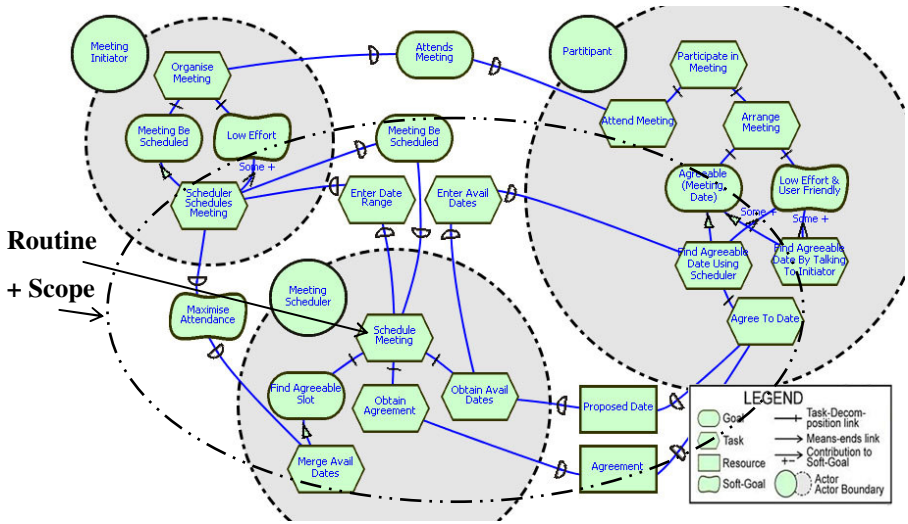 Meeting
Initiator
Organise
Meeting
Meeting Be
Scheduled
Low Effort
Some +
Scheduler
Schedules
Meeting
Attends
Meeting
Meeting Be
Scheduled
Enter Date
Range
Enter Avail
Dates
Partitipant
Participate in
Meeting
Attend Meeting
Arrange
Meeting
Agreeable
(Meeting,
Date)
Low Effort &
User Friendly
Some +
Some +
Find Agreeable
Date Using
Scheduler
Find Agreeable
Date By Talking
To Initiator
Agree To Date
Routine
+ Scope
Maximise
Attendance
Meeting
Scheduler
Schedule
Meeting
Find Agreeable
Slot
Obtain
Agreement
Obtain Avail
Dates
Merge Avail
Dates
Proposed Date
Agreement
LEGEND
Goal
Task
Resource
Soft-Goal
Task-Decom-
position link
Means-ends link
Contribution to
Soft-Goal
Actor
Actor Boundary